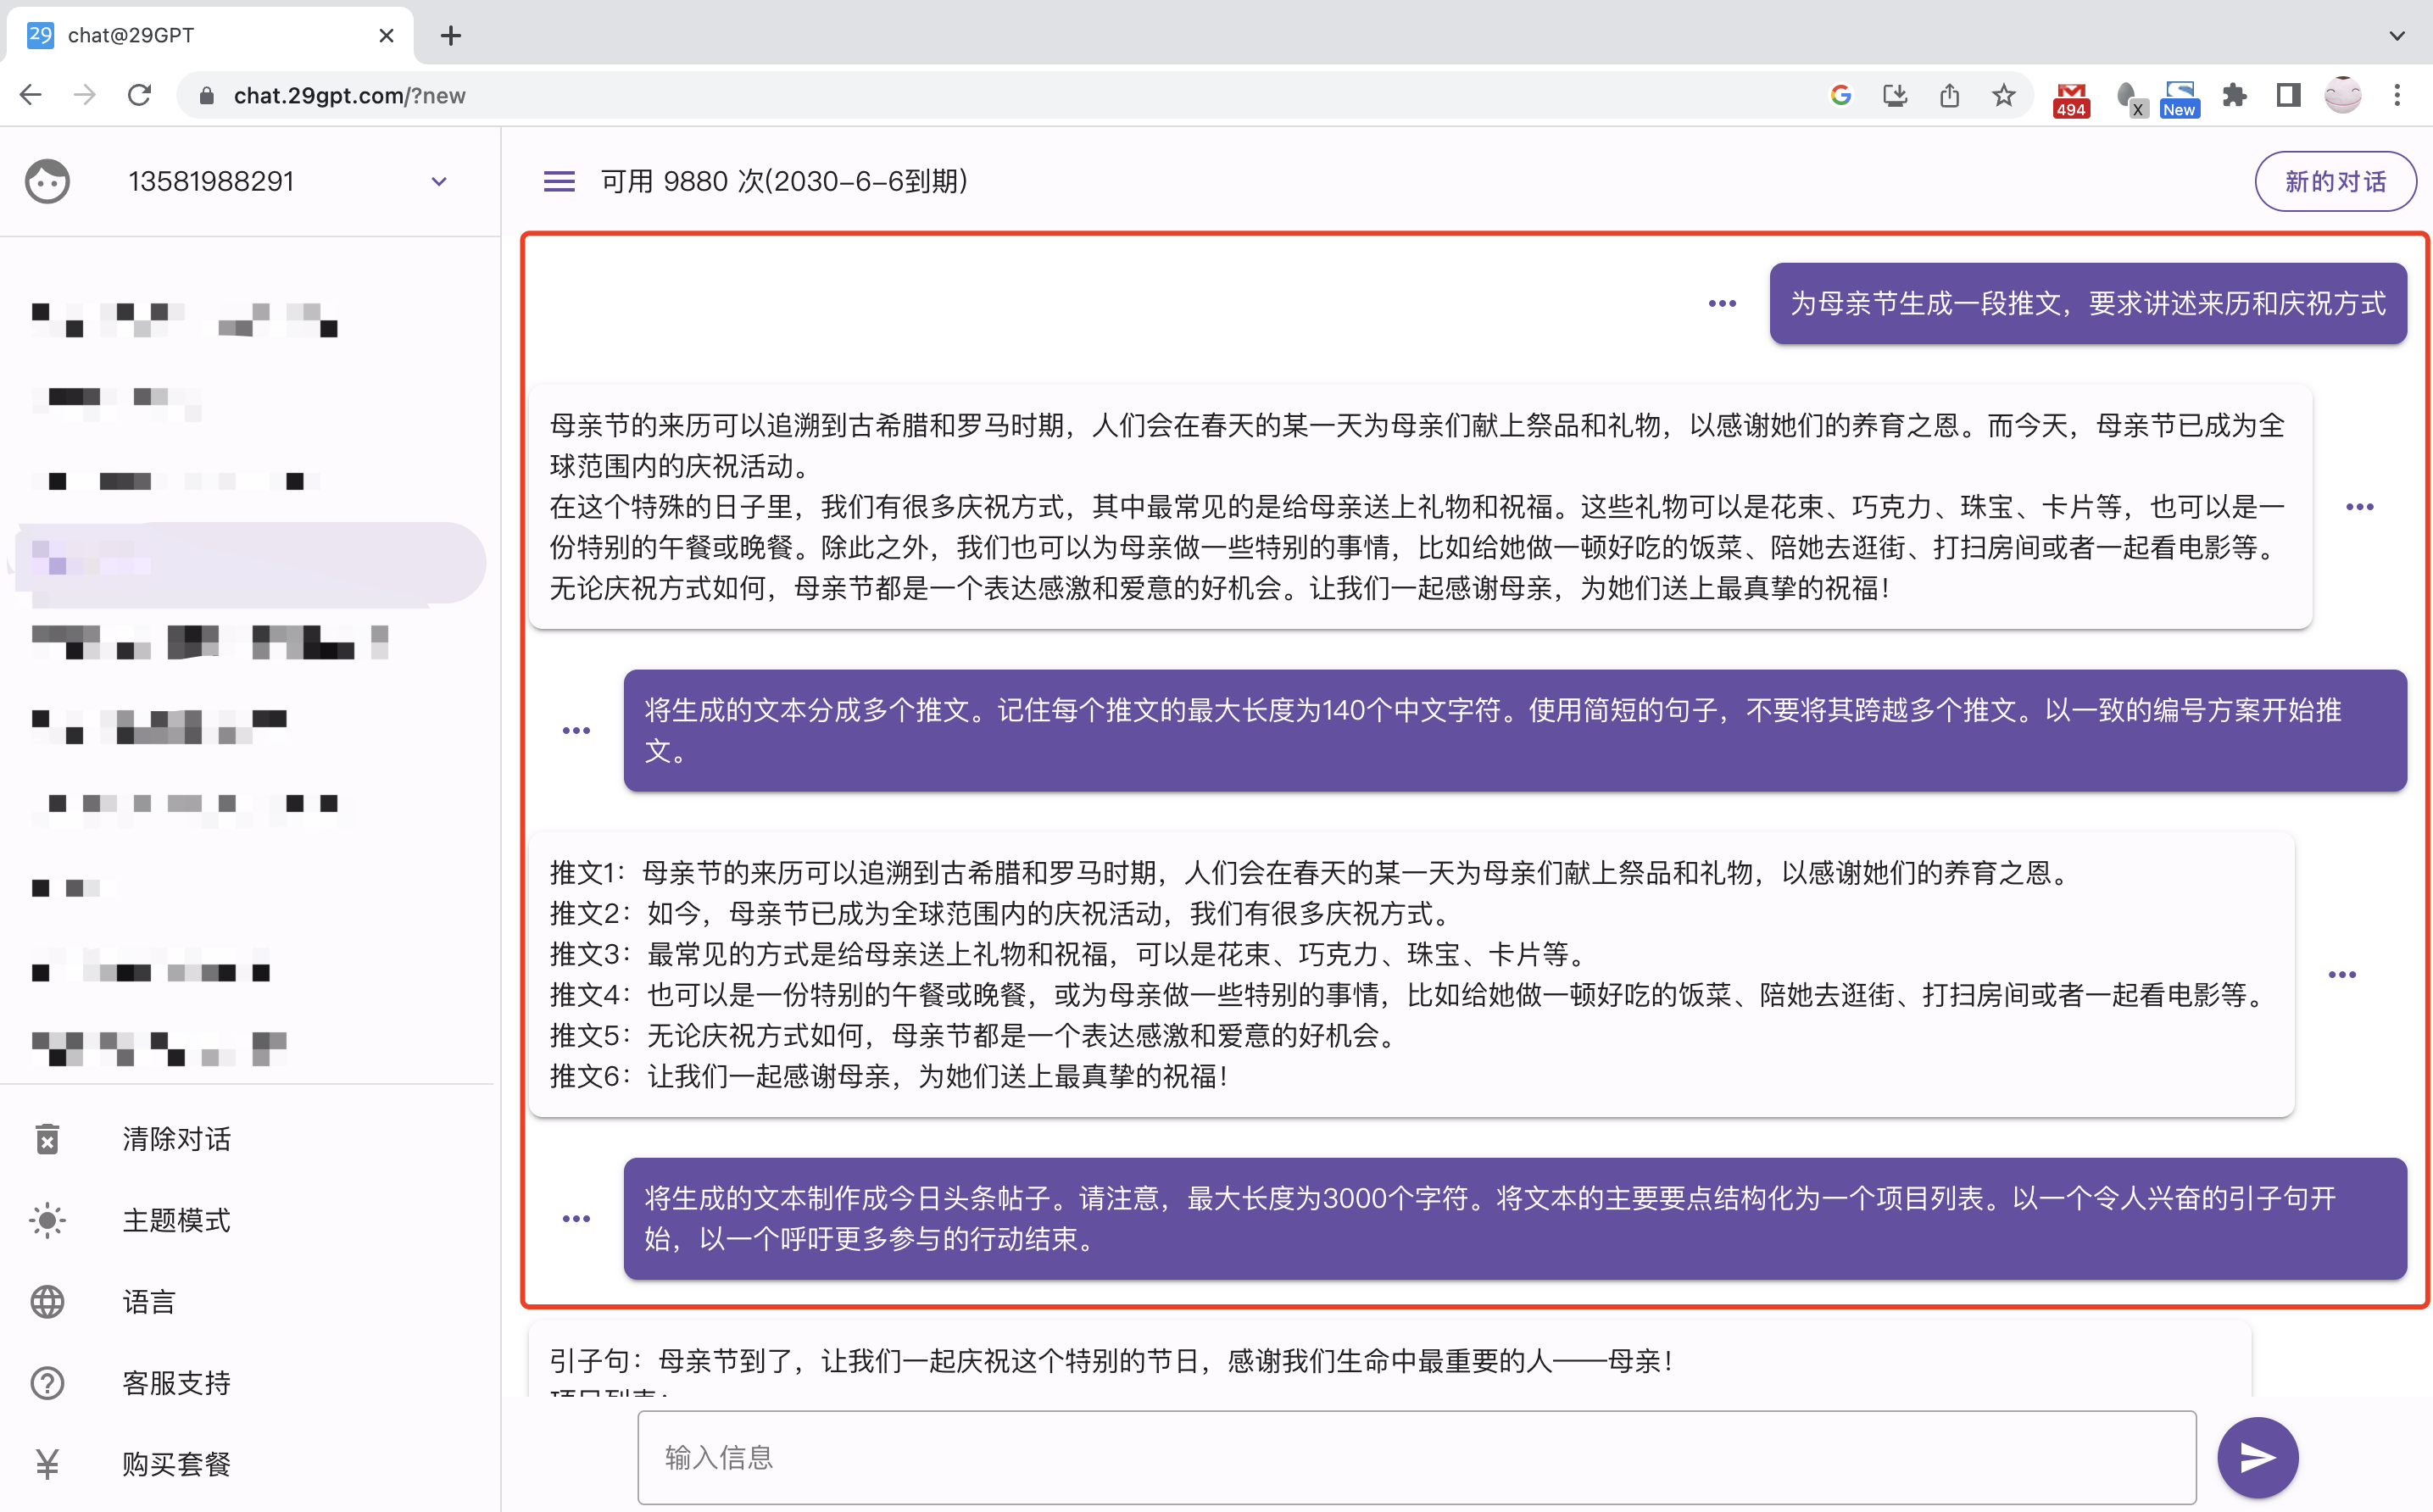 29 chat@29GPT
chat.29gpt.com/?new
494
X
New
13581988291
可用 9880 次(2030-6-6到期)
新的对话
为母亲节生成一段推文，要求讲述来历和庆祝方式
母亲节的来历可以追溯到古希腊和罗马时期，人们会在春天的某一天为母亲们献上祭品和礼物，以感谢她们的养育之恩。而今天，母亲节已成为全
球范围内的庆祝活动。
在这个特殊的日子里，我们有很多庆祝方式，其中最常见的是给母亲送上礼物和祝福。这些礼物可以是花束、巧克力、珠宝、卡片等，也可以是一
份特别的午餐或晚餐。除此之外，我们也可以为母亲做一些特别的事情，比如给她做一顿好吃的饭菜、陪她去逛街、打扫房间或者一起看电影等。
无论庆祝方式如何，母亲节都是一个表达感激和爱意的好机会。让我们一起感谢母亲，为她们送上最真挚的祝福！
将生成的文本分成多个推文。记住每个推文的最大长度为140个中文字符。使用简短的句子，不要将其跨越多个推文。以一致的编号方案开始推
文。
推文1：母亲节的来历可以追溯到古希腊和罗马时期，人们会在春天的某一天为母亲们献上祭品和礼物，以感谢她们的养育之恩。
推文2：如今，母亲节已成为全球范围内的庆祝活动，我们有很多庆祝方式。
推文3：最常见的方式是给母亲送上礼物和祝福，可以是花束、巧克力、珠宝、卡片等。
推文4：也可以是一份特别的午餐或晚餐，或为母亲做一些特别的事情，比如给她做一顿好吃的饭菜、陪她去逛街、打扫房间或者一起看电影等。
推文5：无论庆祝方式如何，母亲节都是一个表达感激和爱意的好机会。
推文6：让我们一起感谢母亲，为她们送上最真挚的祝福！
将生成的文本制作成今日头条帖子。请注意，最大长度为3000个字符。将文本的主要要点结构化为一个项目列表。以一个令人兴奋的引子句开
始，以一个呼吁更多参与的行动结束。
引子句：母亲节到了，让我们一起庆祝这个特别的节日，感谢我们生命中最重要的人——母亲！
清除对话
主题模式
语言
客服支持
购买套餐
输入信息